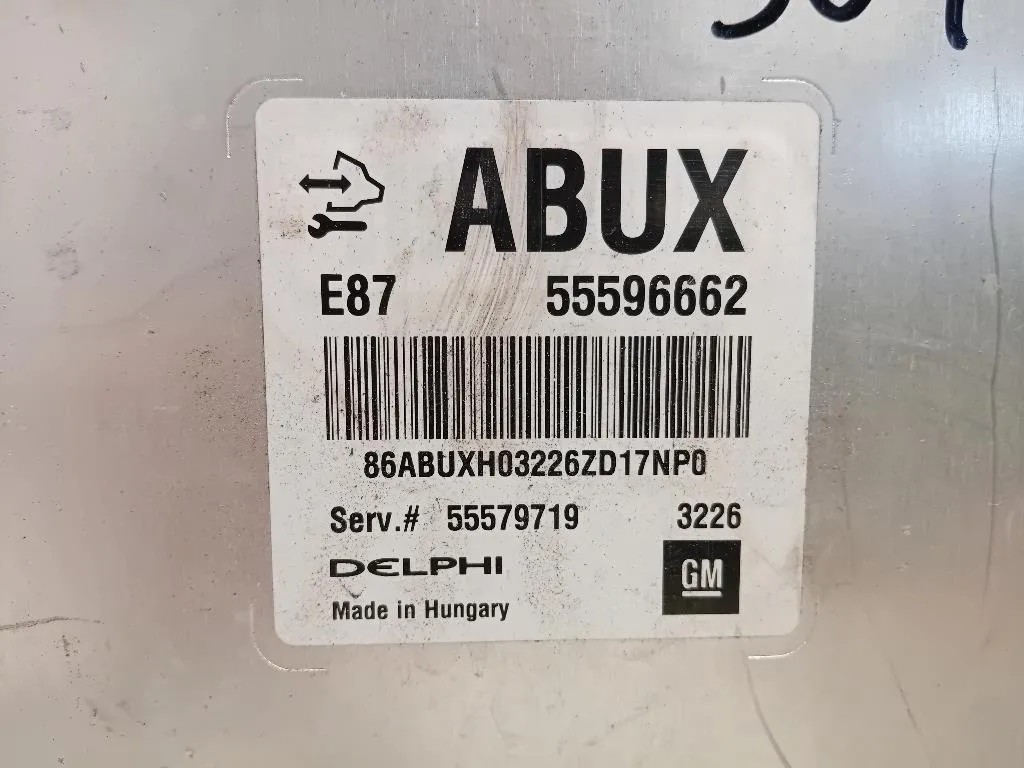 ABUX
E87 55596662
86ABUXH03226ZD17NP0
Serv.# 55579719 3226
DELPHI
GM
Made in Hungary